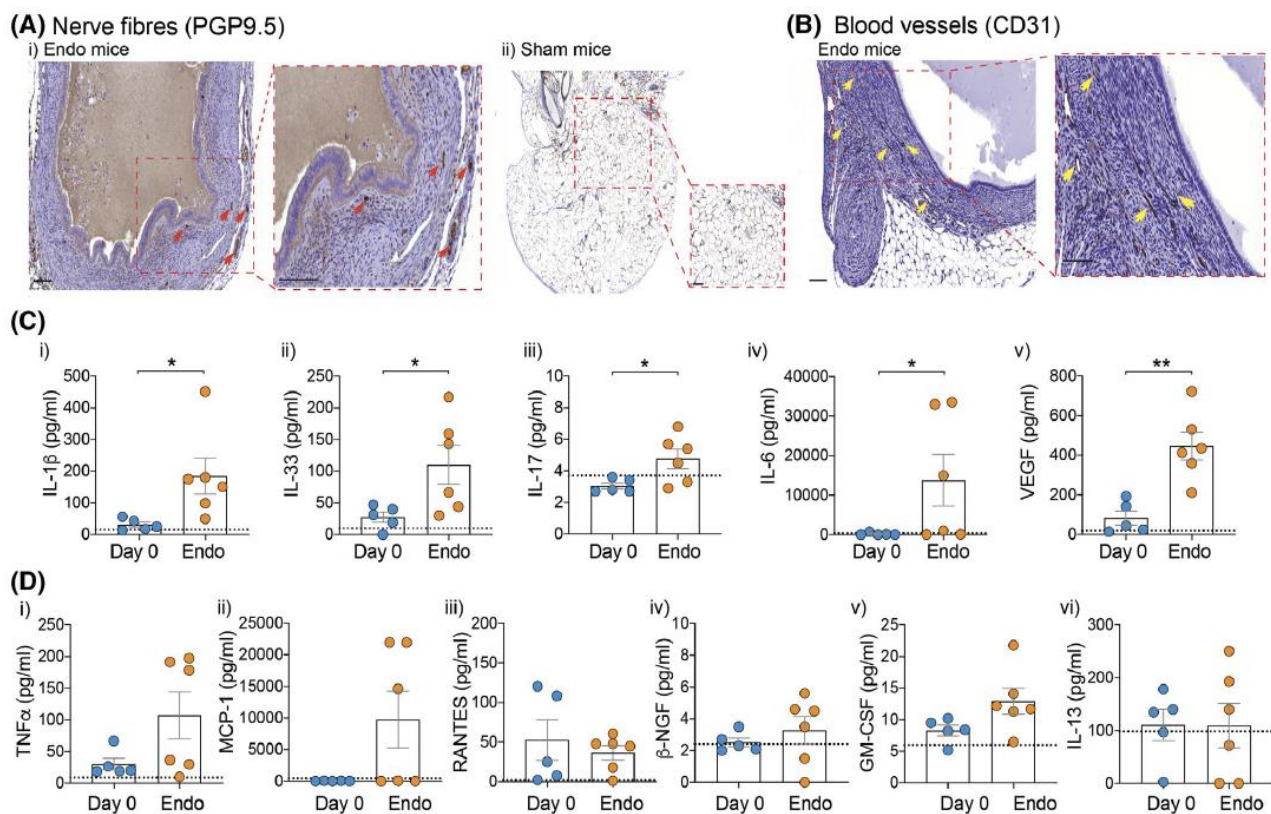 (A) Nerve fibres (PGP9.5)
i) Endo mice
ii) Sham mice
(B) Blood vessels (CD31)
Endo mice
(C)
i)
IL-1β (pg/ml)
500
400
300
200
100
0
*
Day 0 Endo
ii)
IL-33 (pg/ml)
250
200
150
100
50
0
*
Day 0 Endo
iii)
IL-17 (pg/ml)
10
8
6
4
2
0
*
Day 0 Endo
iv)
IL-6 (pg/ml)
40000
30000
20000
10000
0
*
Day 0 Endo
v)
VEGF (pg/ml)
800
600
400
200
0
**
Day 0 Endo
(D)
i)
TNFα (pg/ml)
250
200
150
100
50
0
Day 0 Endo
ii)
MCP-1 (pg/ml)
25000
20000
15000
10000
5000
0
Day 0 Endo
iii)
RANTES (pg/ml)
200
150
100
50
0
Day 0 Endo
iv)
β-NGF (pg/ml)
10
8
6
4
2
0
Day 0 Endo
v)
GM-CSF (pg/ml)
25
20
15
10
5
0
Day 0 Endo
vi)
IL-13 (pg/ml)
300
200
100
0
Day 0 Endo